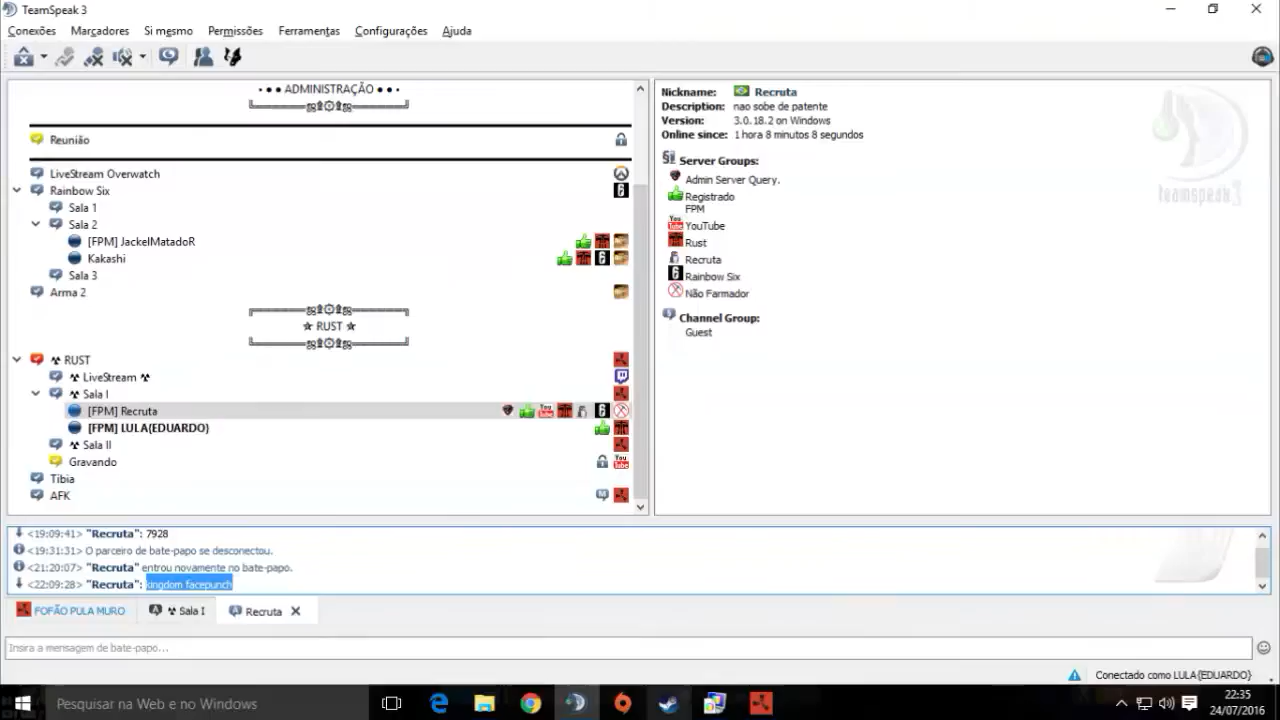 TeamSpeak 3
Conexões Marcadores Si mesmo Permissões Ferramentas Configurações Ajuda
• ● ● ADMINISTRAÇÃO ● ● •
Reunião
LiveStream Overwatch
Rainbow Six
Sala 1
Sala 2
[FPM] JackelMatadoR
Kakashi
Sala 3
Arma 2
☆ RUST ☆
☢ RUST
☢ LiveStream ☢
☢ Sala I
[FPM] Recruta
[FPM] LULA(EDUARDO)
☢ Sala II
Gravando
Tibia
AFK
Nickname: Recruta
Description: nao sobe de patente
Version: 3.0.18.2 on Windows
Online since: 1 hora 8 minutos 8 segundos
Server Groups:
Admin Server Query.
Registrado
FPM
YouTube
Rust
Recruta
Rainbow Six
Não Farmador
Channel Group:
Guest
teamspeak3
<19:09:41> "Recruta": 7928
<19:31:31> O parceiro de bate-papo se desconectou.
<21:20:07> "Recruta" entrou novamente no bate-papo.
<22:09:28> "Recruta": kingdom facepunch
FOFÃO PULA MURO ☢ Sala I Recruta
Insira a mensagem de bate-papo...
Conectado como LULA(EDUARDO)
Pesquisar na Web e no Windows
22:35
24/07/2016